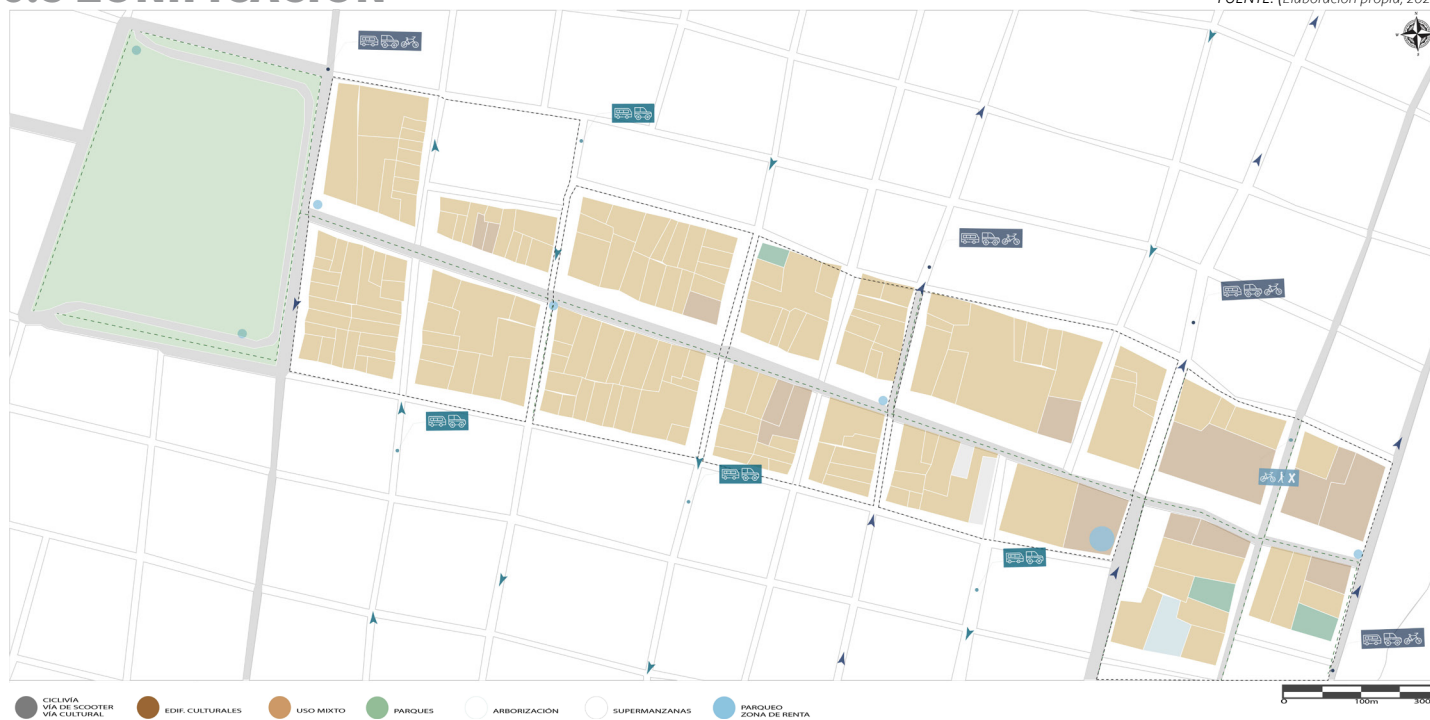 FUENTE: (Elaboración propia, 202
CICLIVÍA
VÍA DE SCOOTER
VÍA CULTURAL
EDIF. CULTURALES
USO MIXTO
PARQUES
ARBORIZACIÓN
SUPERMANZANAS
PARQUEO
ZONA DE RENTA
0 100m 300